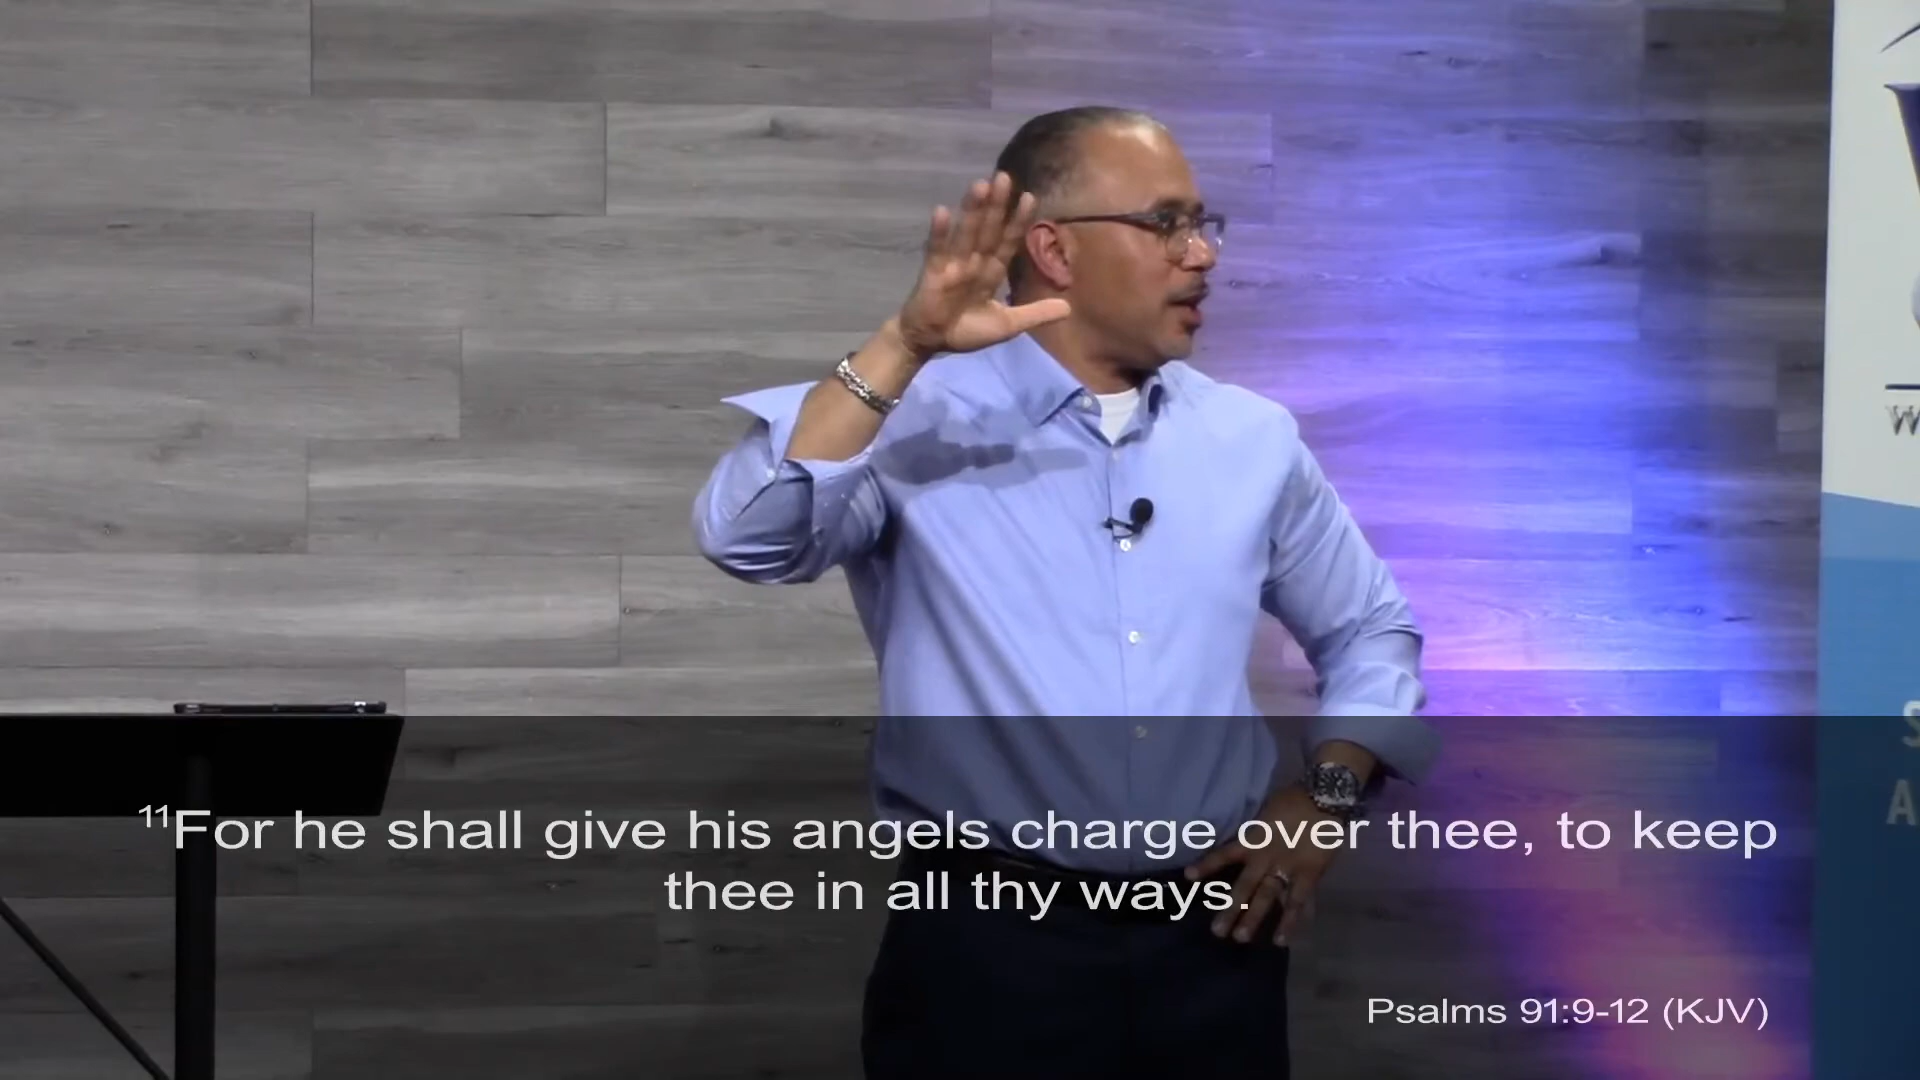 ¹¹For he shall give his angels charge over thee, to keep
thee in all thy ways.
Psalms 91:9-12 (KJV)